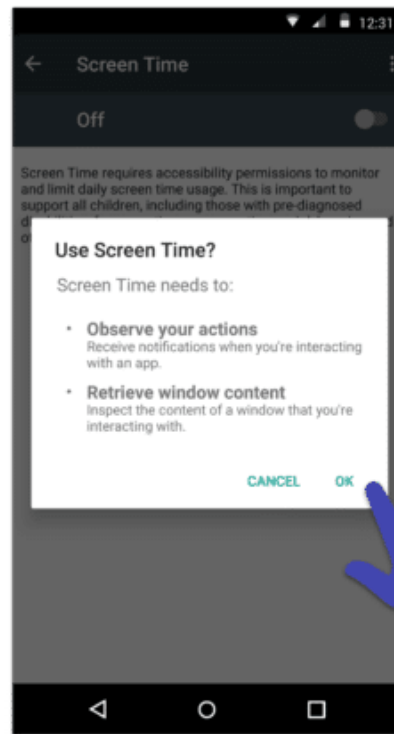 12:31
Screen Time
Off
Screen Time requires accessibility permissions to monitor
and limit daily screen time usage. This is important to
support all children, including those with pre-diagnosed
Use Screen Time?
Screen Time needs to:
• Observe your actions
Receive notifications when you're interacting
with an app.
• Retrieve window content
Inspect the content of a window that you're
interacting with.
CANCEL OK